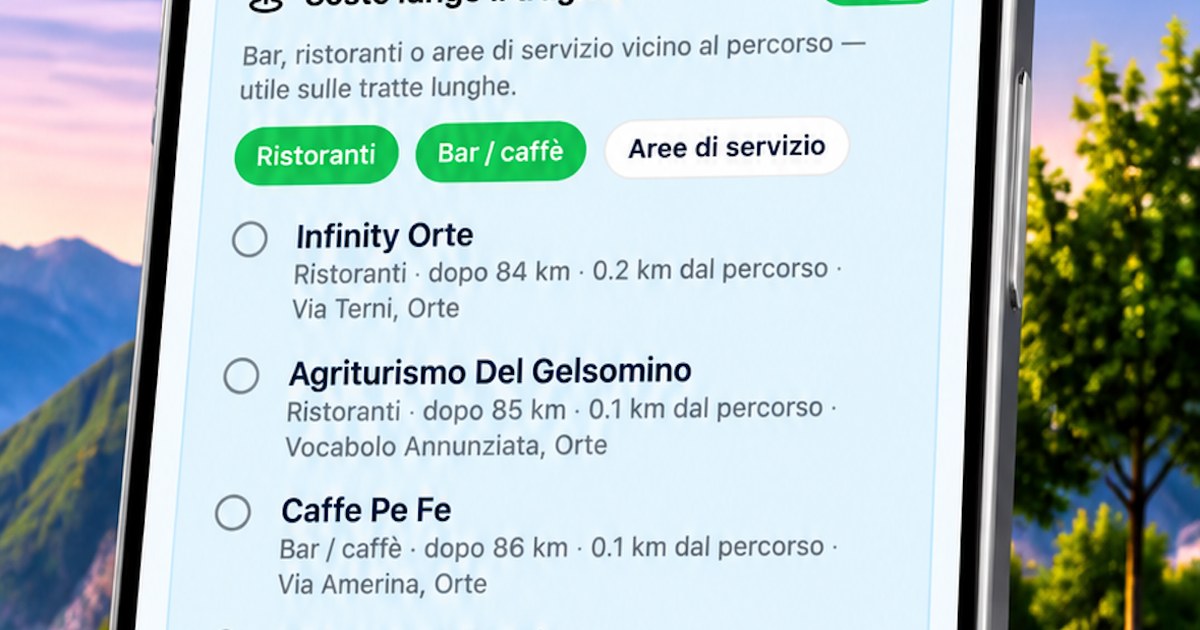 Bar, ristoranti o aree di servizio vicino al percorso —
utile sulle tratte lunghe.
Ristoranti
Bar / caffè
Aree di servizio
Infinity Orte
Ristoranti · dopo 84 km · 0.2 km dal percorso ·
Via Terni, Orte
Agriturismo Del Gelsomino
Ristoranti · dopo 85 km · 0.1 km dal percorso ·
Vocabolo Annunziata, Orte
Caffe Pe Fe
Bar / caffè · dopo 86 km · 0.1 km dal percorso ·
Via Amerina, Orte